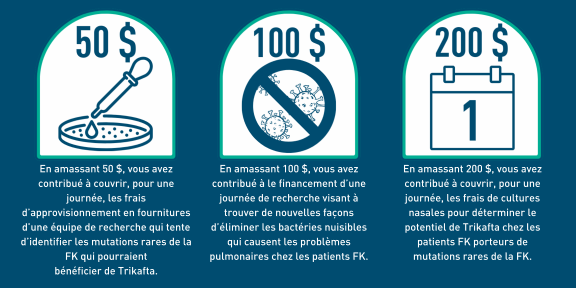 50 $
En amassant 50 $, vous avez
contribué à couvrir, pour une
journée, les frais
d'approvisionnement en fournitures
d'une équipe de recherche qui tente
d'identifier les mutations rares de la
FK qui pourraient
bénéficier de Trikafta.
100 $
En amassant 100 $, vous avez
contribué à le financement d'une
journée de recherche visant à
trouver de nouvelles façons
d'éliminer les bactéries nuisibles
qui causent les problèmes
pulmonaires chez les patients FK.
200 $
1
En amassant 200 $, vous avez
contribué à couvrir, pour une
journée, les frais de cultures
nasales pour déterminer le
potentiel de Trikafta chez les
patients FK porteurs de
mutations rares de la FK.